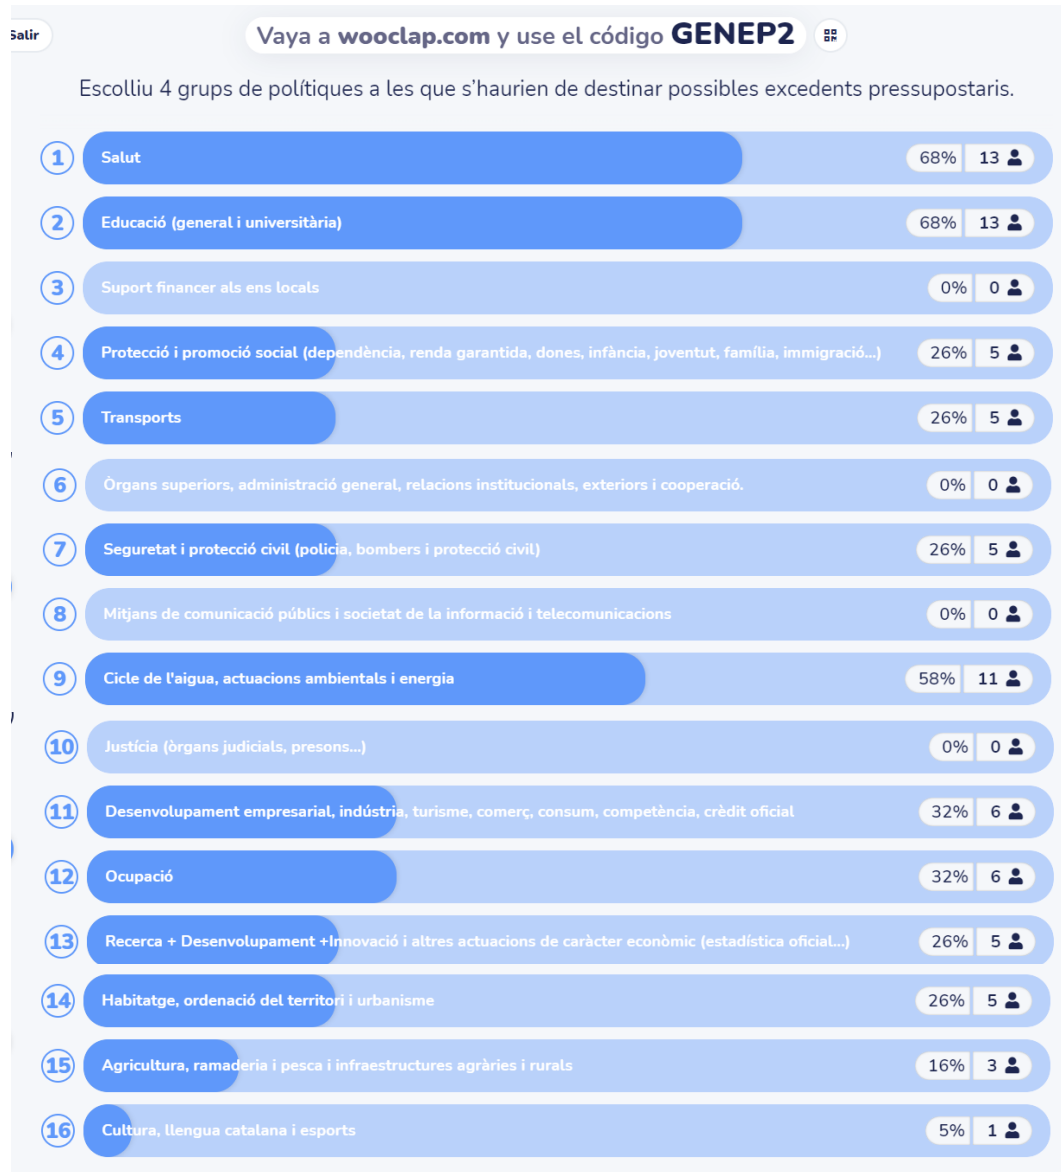 Salir
Vaya a wooclap.com y use el código GENEP2
Escolliu 4 grups de polítiques a les que s'haurien de destinar possibles excedents pressupostaris.
1 Salut 68% 13
2 Educació (general i universitària) 68% 13
3 Suport financer als ens locals 0% 0
4 Protecció i promoció social (dependència, renda garantida, dones, infància, joventut, família, immigració...) 26% 5
5 Transports 26% 5
6 Òrgans superiors, administració general, relacions institucionals, exteriors i cooperació. 0% 0
7 Seguretat i protecció civil (policia, bombers i protecció civil) 26% 5
8 Mitjans de comunicació públics i societat de la informació i telecomunicacions 0% 0
9 Cicle de l'aigua, actuacions ambientals i energia 58% 11
10 Justícia (òrgans judicials, presons...) 0% 0
11 Desenvolupament empresarial, indústria, turisme, comerç, consum, competència, crèdit oficial 32% 6
12 Ocupació 32% 6
13 Recerca + Desenvolupament +Innovació i altres actuacions de caràcter econòmic (estadística oficial...) 26% 5
14 Habitatge, ordenació del territori i urbanisme 26% 5
15 Agricultura, ramaderia i pesca i infraestructures agràries i rurals 16% 3
16 Cultura, llengua catalana i esports 5% 1